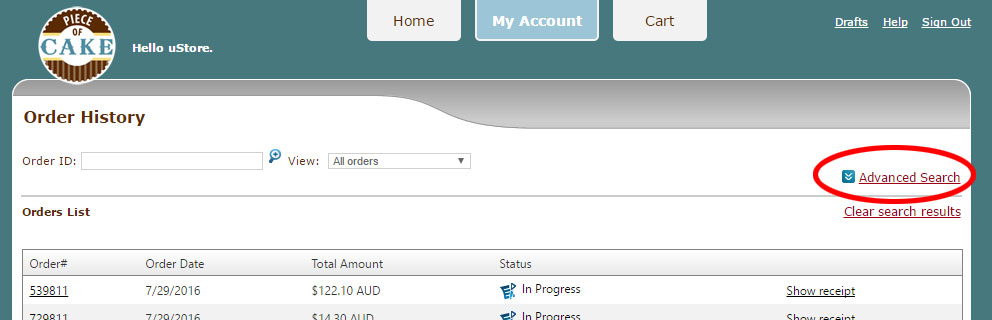 PIECE
OF
CAKE
Hello uStore.
Home
My Account
Cart
Drafts
Help
Sign Out
Order History
Order ID:
View:
All orders
Advanced Search
Orders List
Clear search results
Order# Order Date Total Amount Status
539811 7/29/2016 $122.10 AUD In Progress Show receipt
729811 7/29/2016 $14.30 AUD In Progress Show receipt